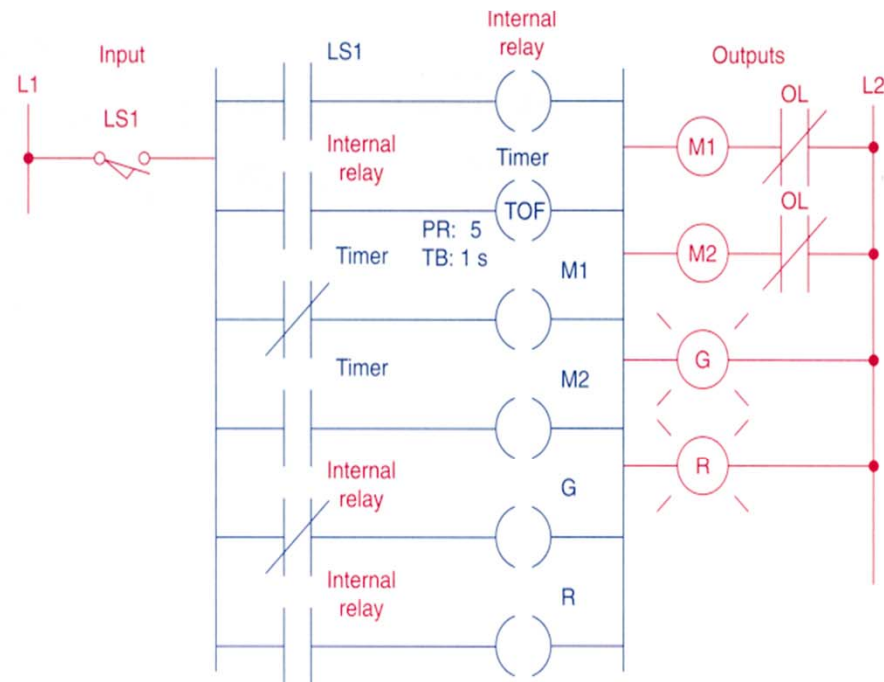 Internal
relay
Input
LS1
Outputs
L1
OL
L2
LS1
M1
Internal
relay
Timer
OL
TOF
PR: 5
TB: 1 s
M2
Timer
M1
G
Timer
M2
R
Internal
relay
G
Internal
relay
R